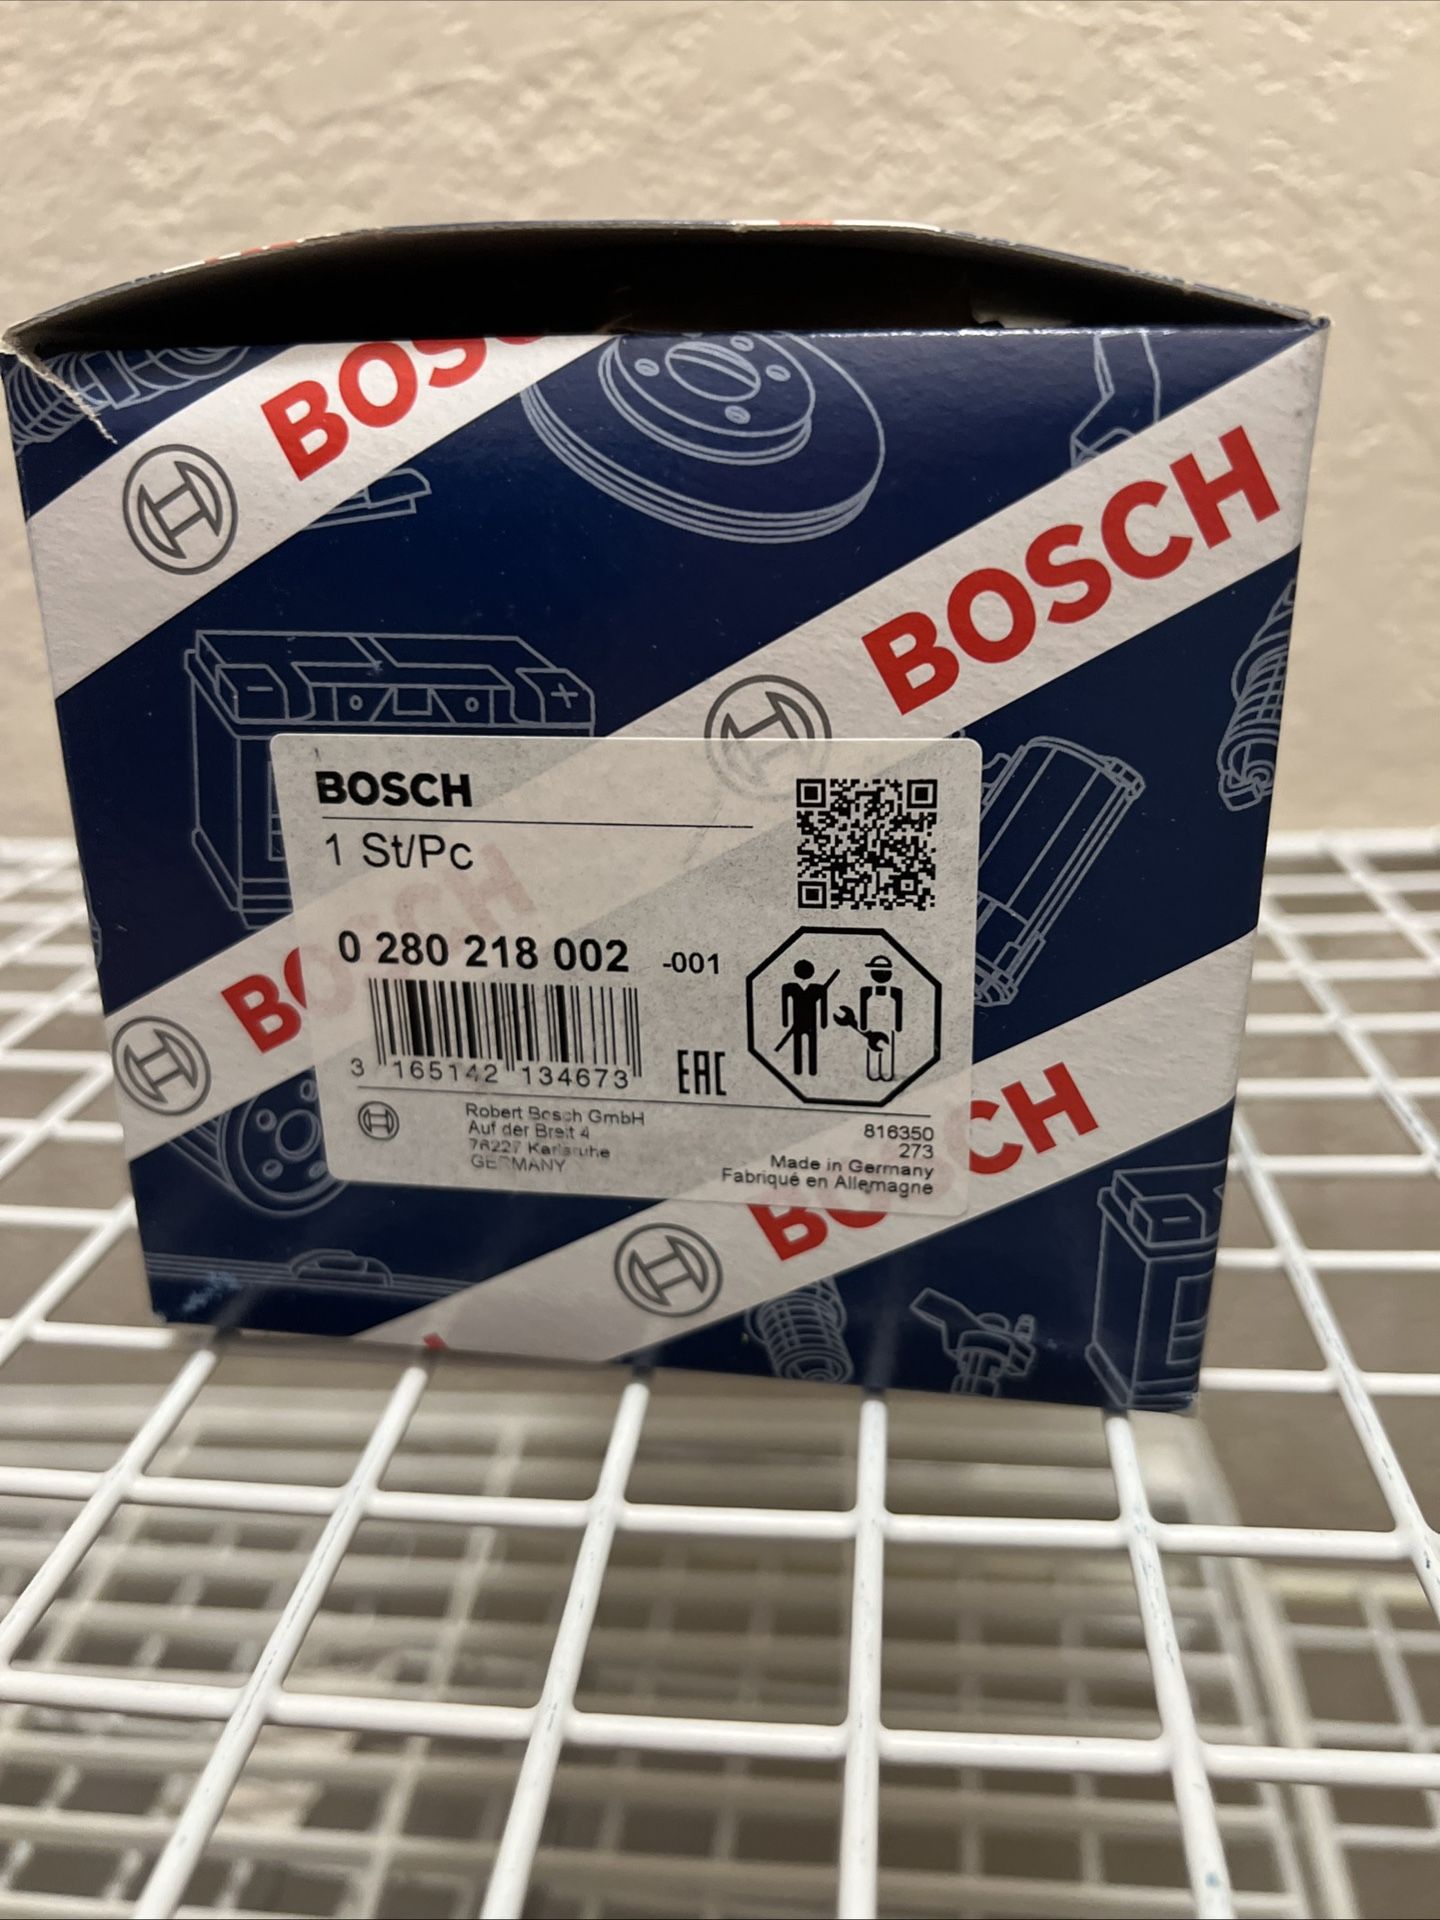 BOSCH
BOSCH
BOSCH
1 St/Pc
0 280 218 002 -001
3 165142 134673
EAC
Robert Bosch GmbH
Auf der Breit 4
76227 Karlsruhe
GERMANY
816350
273
Made in Germany
Fabriqué en Allemagne